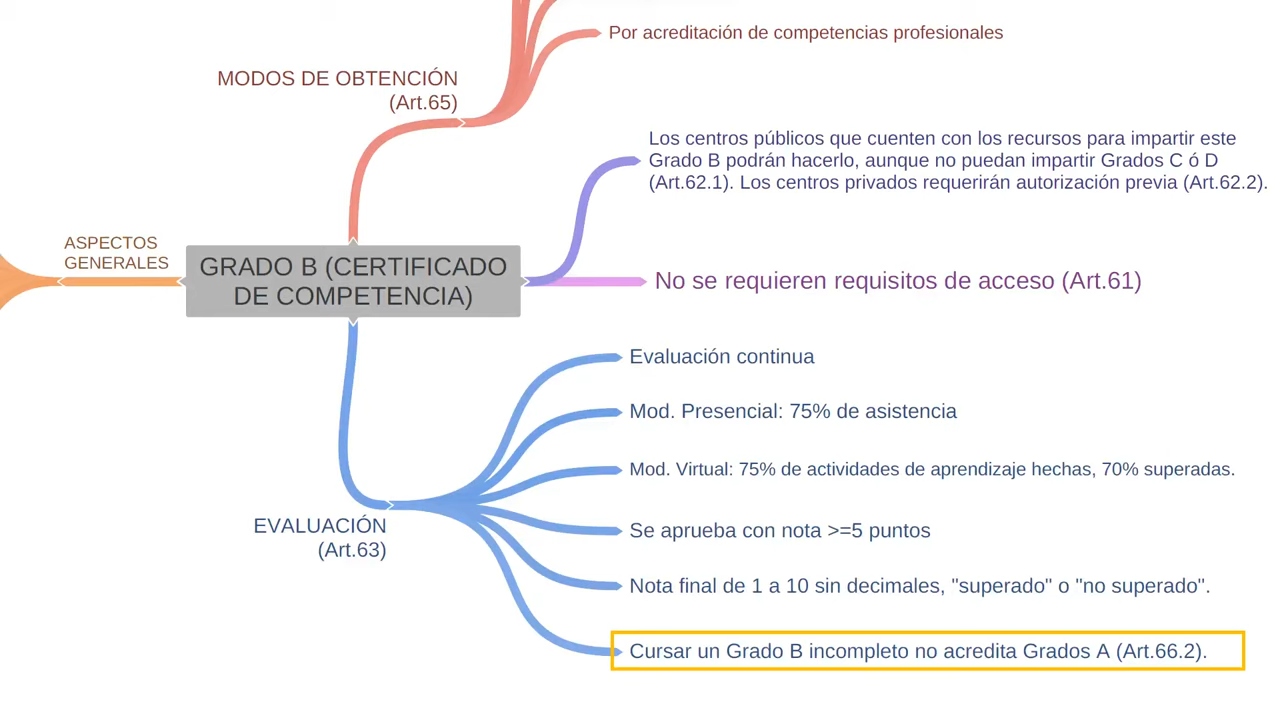 Por acreditación de competencias profesionales
MODOS DE OBTENCIÓN
(Art.65)
Los centros públicos que cuenten con los recursos para impartir este
Grado B podrán hacerlo, aunque no puedan impartir Grados C ó D
(Art.62.1). Los centros privados requerirán autorización previa (Art.62.2).
ASPECTOS
GENERALES
GRADO B (CERTIFICADO
DE COMPETENCIA)
No se requieren requisitos de acceso (Art.61)
Evaluación continua
Mod. Presencial: 75% de asistencia
Mod. Virtual: 75% de actividades de aprendizaje hechas, 70% superadas.
EVALUACIÓN
(Art.63)
Se aprueba con nota >=5 puntos
Nota final de 1 a 10 sin decimales, "superado" o "no superado".
Cursar un Grado B incompleto no acredita Grados A (Art.66.2).